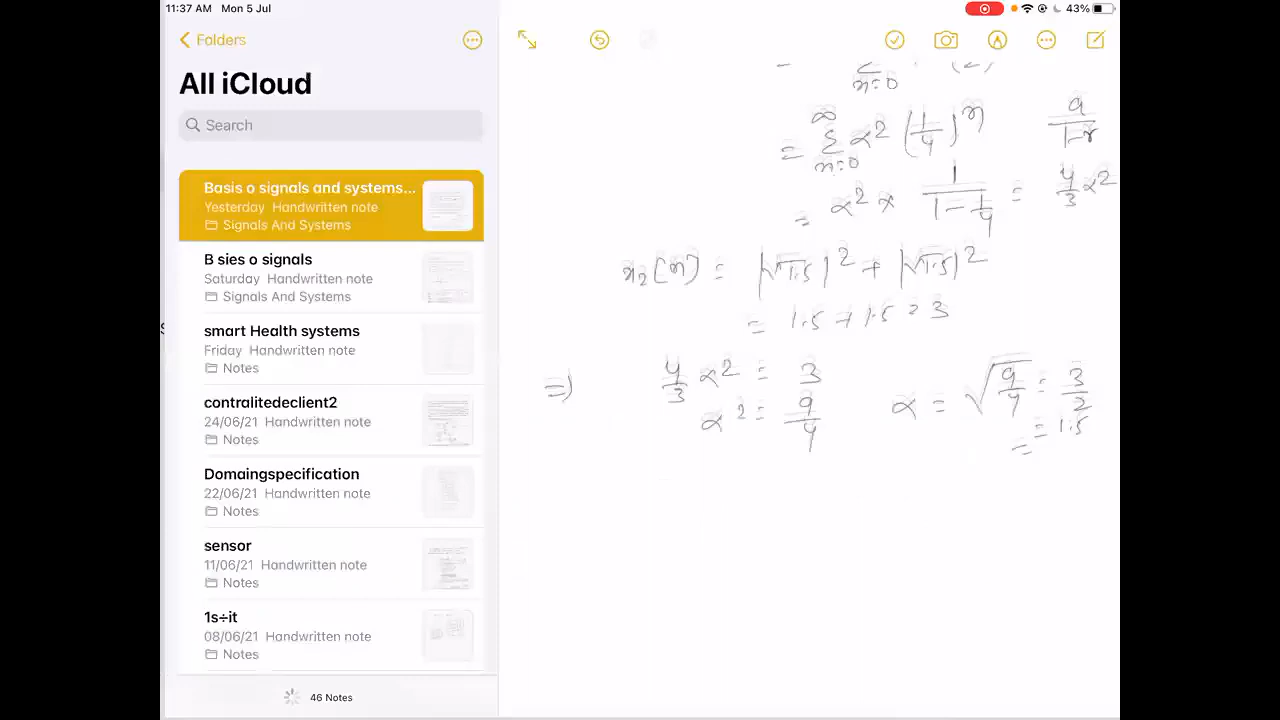 11:37 AM Mon 5 Jul
43%
Folders
All iCloud
Search
Basis o signals and systems...
Yesterday Handwritten note
Signals And Systems
B sies o signals
Saturday Handwritten note
Signals And Systems
smart Health systems
Friday Handwritten note
Notes
contralitedeclient2
24/06/21 Handwritten note
Notes
Domaingspecification
22/06/21 Handwritten note
Notes
sensor
11/06/21 Handwritten note
Notes
1s÷it
08/06/21 Handwritten note
Notes
46 Notes
n=0
= ∞ Σ n=0 α² (1/4)^n a/(1-r)
= α² × 1/(1 - 1/4) = 4/3 α²
x₂(n) = |√1.5|² + |√1.5|²
= 1.5 + 1.5 = 3
⇒ 4/3 α² = 3
α² = 9/4 α = √(9/4) = 3/2
= 1.5